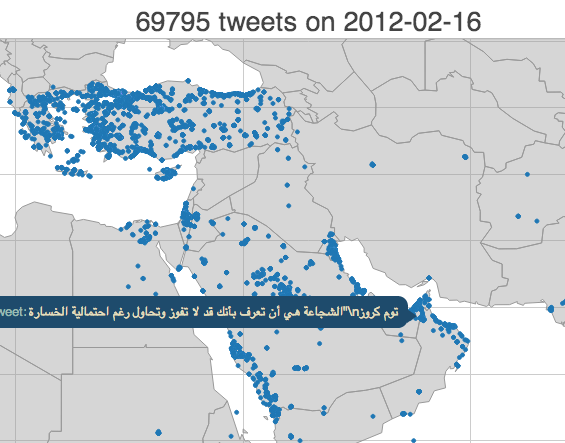 69795 tweets on 2012-02-16
weet: توم كروز\n"الشجاعة هي أن تعرف بأنك قد لا تفوز وتحاول رغم احتمالية الخسارة